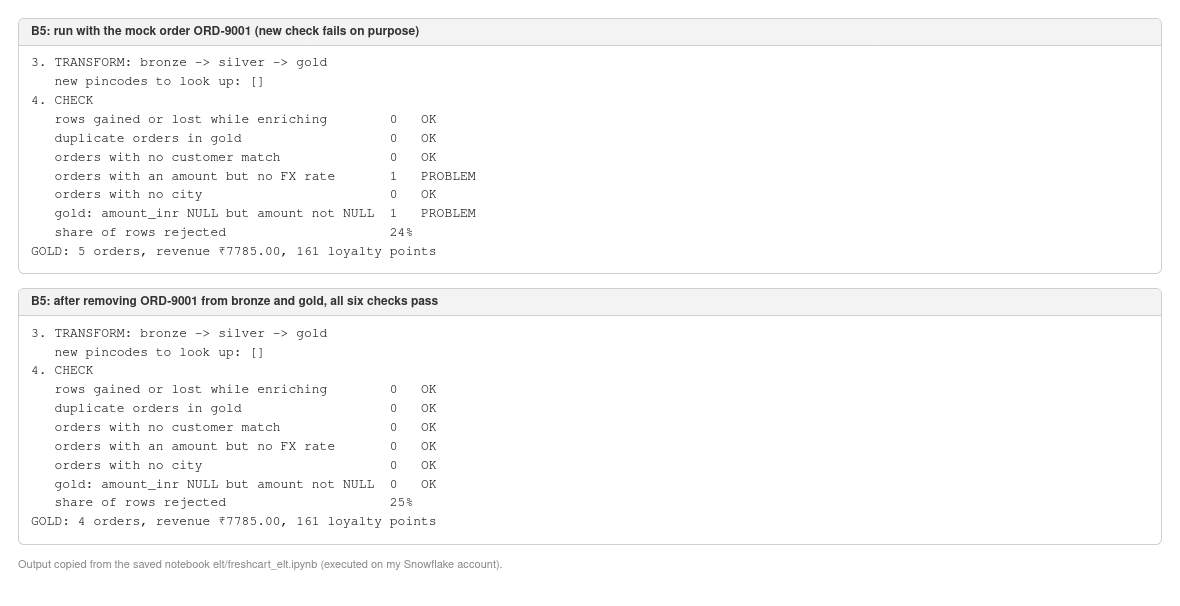 B5: run with the mock order ORD-9001 (new check fails on purpose)
3. TRANSFORM: bronze -> silver -> gold
new pincodes to look up: []
4. CHECK
rows gained or lost while enriching 0 OK
duplicate orders in gold 0 OK
orders with no customer match 0 OK
orders with an amount but no FX rate 1 PROBLEM
orders with no city 0 OK
gold: amount_inr NULL but amount not NULL 1 PROBLEM
share of rows rejected 24%
GOLD: 5 orders, revenue ₹7785.00, 161 loyalty points
B5: after removing ORD-9001 from bronze and gold, all six checks pass
3. TRANSFORM: bronze -> silver -> gold
new pincodes to look up: []
4. CHECK
rows gained or lost while enriching 0 OK
duplicate orders in gold 0 OK
orders with no customer match 0 OK
orders with an amount but no FX rate 0 OK
orders with no city 0 OK
gold: amount_inr NULL but amount not NULL 0 OK
share of rows rejected 25%
GOLD: 4 orders, revenue ₹7785.00, 161 loyalty points
Output copied from the saved notebook elt/freshcart_elt.ipynb (executed on my Snowflake account).